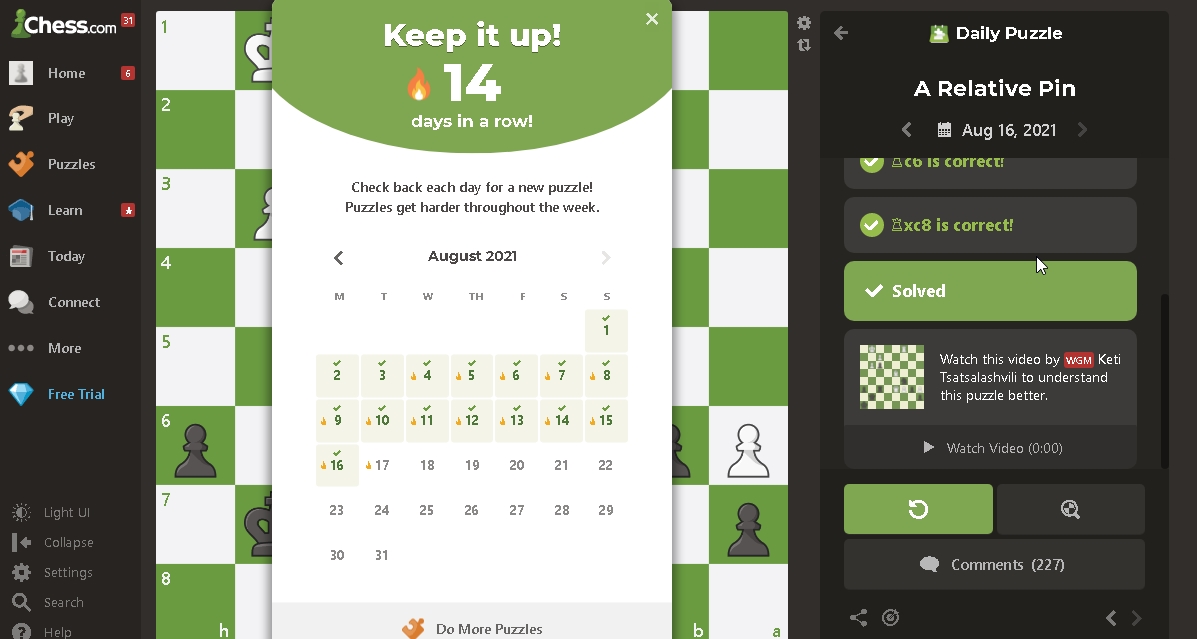 Chess.com
31
Home
6
Play
Puzzles
Learn
Today
Connect
More
Free Trial
Light UI
Collapse
Settings
Search
Help
1
2
3
4
5
6
7
8
h
b
a
Keep it up!
14
days in a row!
Check back each day for a new puzzle!
Puzzles get harder throughout the week.
August 2021
M T W TH F S S
1
2 3 4 5 6 7 8
9 10 11 12 13 14 15
16 17 18 19 20 21 22
23 24 25 26 27 28 29
30 31
Do More Puzzles
Daily Puzzle
A Relative Pin
Aug 16, 2021
♖c6 is correct!
♖xc8 is correct!
Solved
Watch this video by WGM Keti
Tsatsalashvili to understand
this puzzle better.
Watch Video (0:00)
Comments (227)